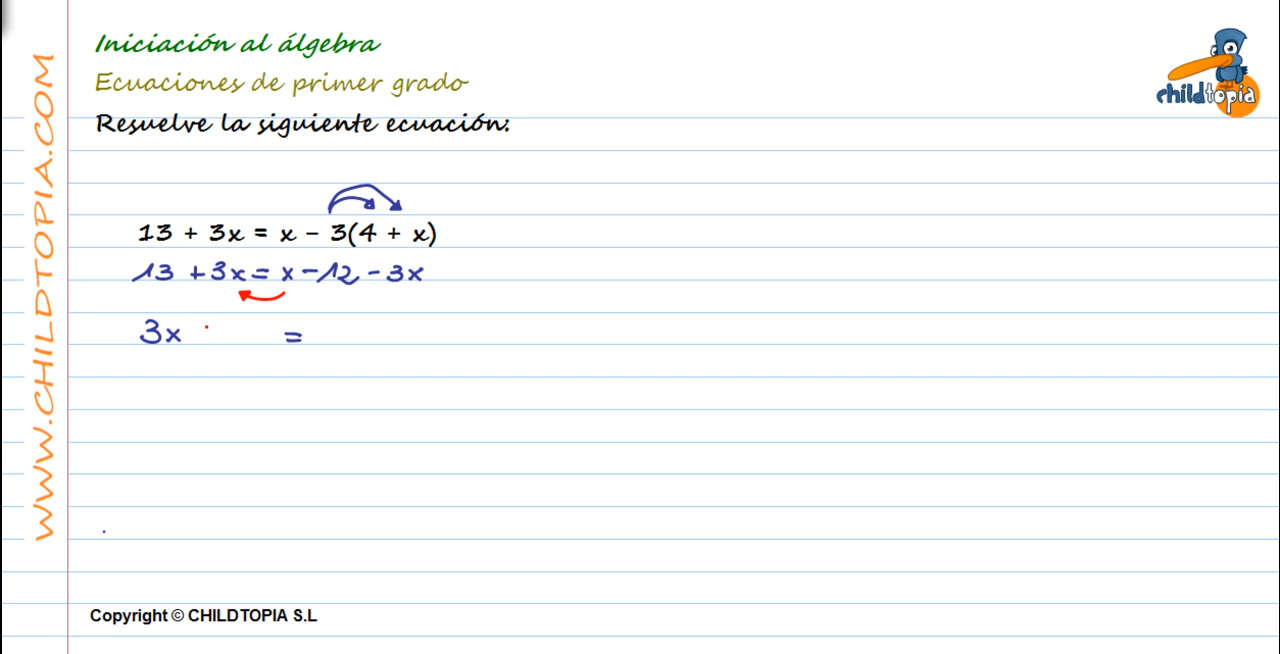 Iniciación al álgebra
Ecuaciones de primer grado
Resuelve la siguiente ecuación:
childtopia
WWW.CHILDTOPIA.COM
13 + 3x = x - 3(4 + x)
13 + 3x = x - 12 - 3x
3x =
Copyright © CHILDTOPIA S.L